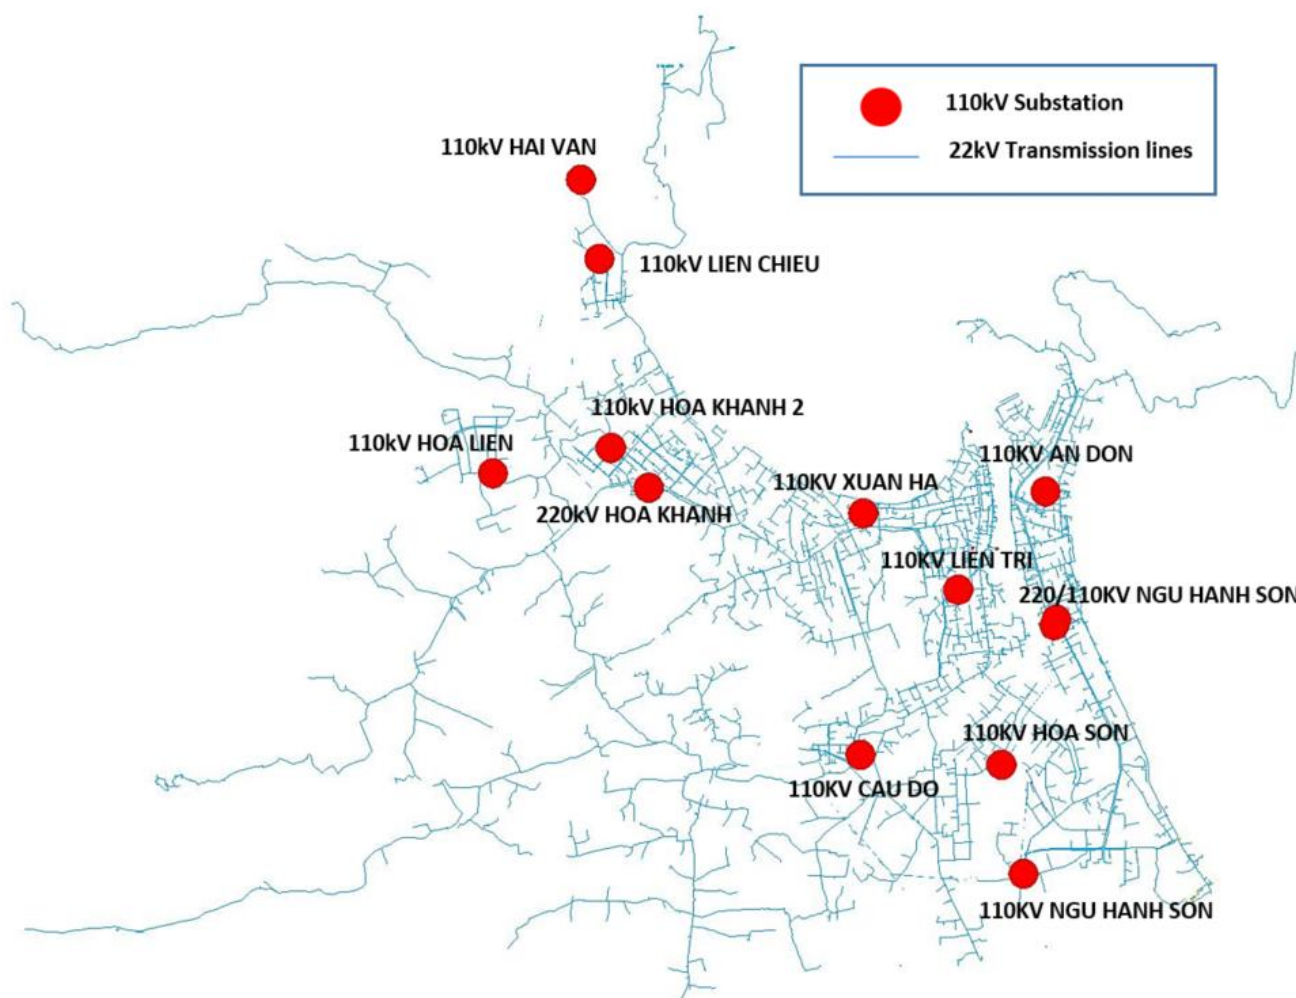 110kV Substation
22kV Transmission lines
110kV HAI VAN
110kV LIEN CHIEU
110kV HOA KHANH 2
110kV HOA LIEN
220kV HOA KHANH
110KV XUAN HA
110KV AN DON
110KV LIEN TRI
220/110KV NGU HANH SON
110KV HOA SON
110KV CAU DO
110KV NGU HANH SON